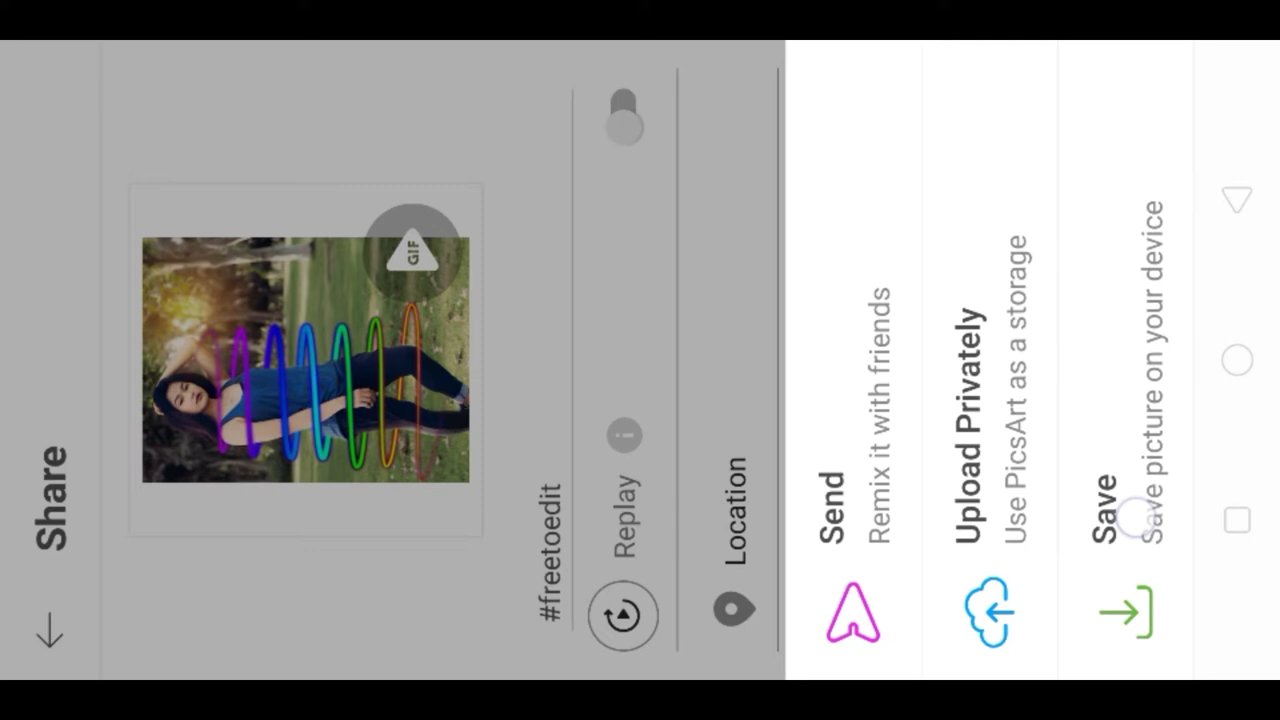 Share
GIF
#freetoedit
Replay
Location
Send
Remix it with friends
Upload Privately
Use PicsArt as a storage
Save
Save picture on your device